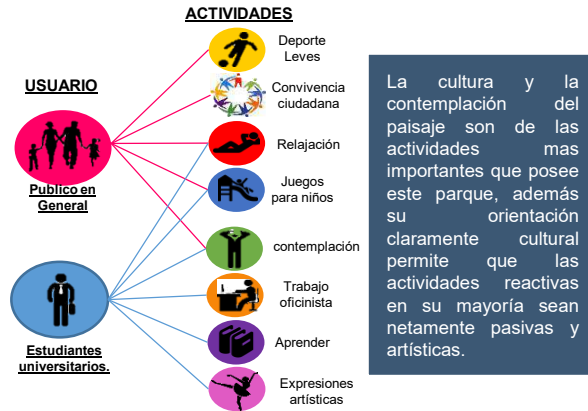 ACTIVIDADES
USUARIO
Publico en
General
Estudiantes
universitarios.
Deporte
Leves
Convivencia
ciudadana
Relajación
Juegos
para niños
contemplación
Trabajo
oficinista
Aprender
Expresiones
artísticas
La cultura y la
contemplación del
paisaje son de las
actividades mas
importantes que posee
este parque, además
su orientación
claramente cultural
permite que las
actividades reactivas
en su mayoría sean
netamente pasivas y
artísticas.